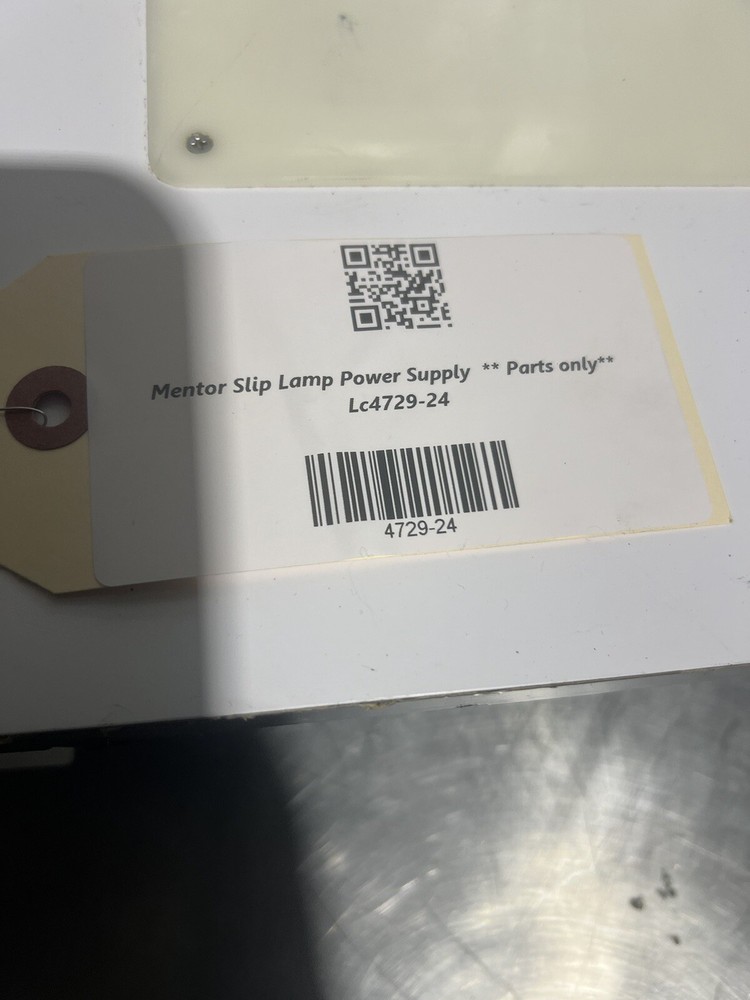 Mentor Slip Lamp Power Supply ** Parts only**
Lc4729-24
4729-24